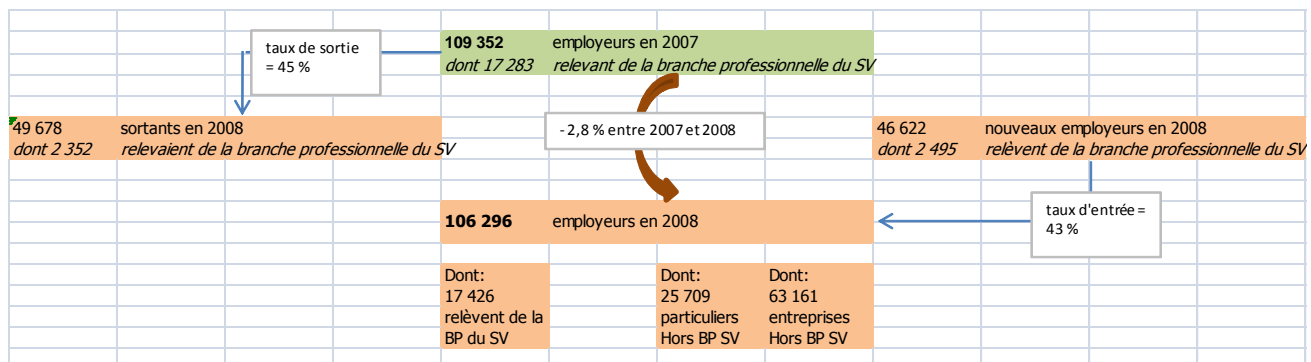 taux de sortie
= 45 %
109 352 employeurs en 2007
dont 17 283 relevant de la branche professionnelle du SV
49 678 sortants en 2008
dont 2 352 relevaient de la branche professionnelle du SV
- 2,8 % entre 2007 et 2008
46 622 nouveaux employeurs en 2008
dont 2 495 relèvent de la branche professionnelle du SV
taux d'entrée =
43 %
106 296 employeurs en 2008
Dont:
17 426
relèvent de la
BP du SV
Dont:
25 709
particuliers
Hors BP SV
Dont:
63 161
entreprises
Hors BP SV